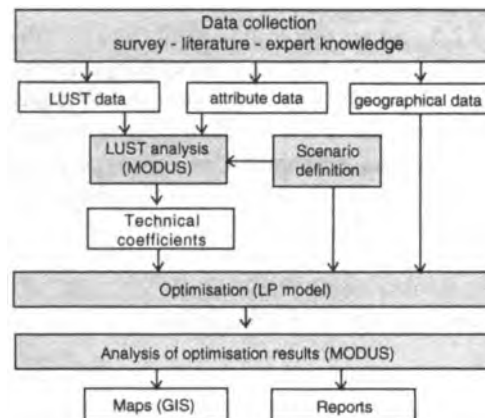 Data collection
survey - literature - expert knowledge
LUST data
attribute data
geographical data
LUST analysis
(MODUS)
Scenario
definition
Technical
coefficients
Optimisation (LP model)
Analysis of optimisation results (MODUS)
Maps (GIS)
Reports